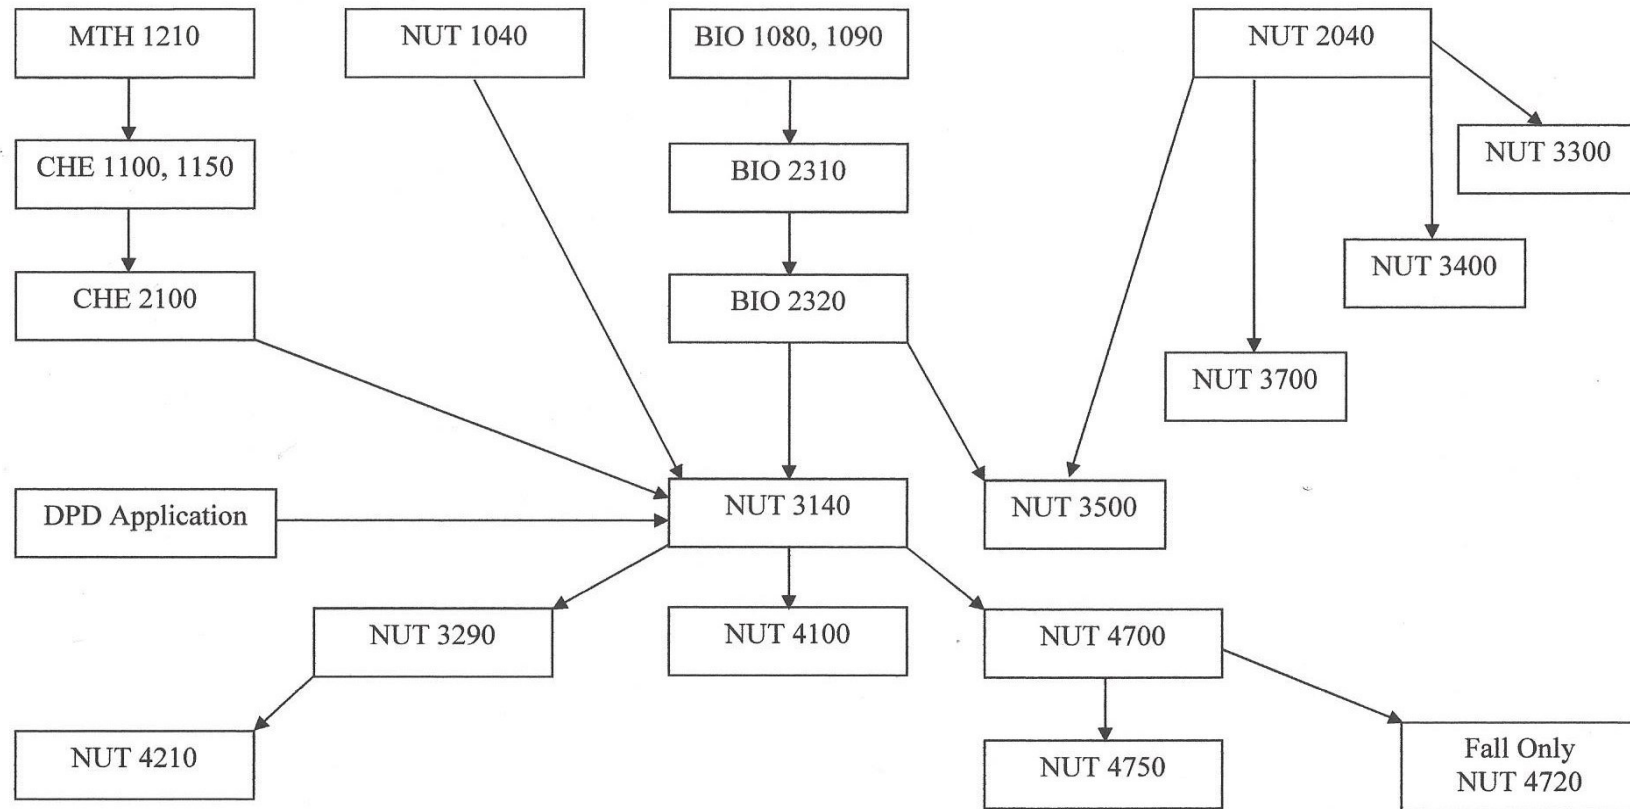 MTH 1210
NUT 1040
BIO 1080, 1090
NUT 2040
CHE 1100, 1150
BIO 2310
NUT 3300
CHE 2100
BIO 2320
NUT 3400
NUT 3700
DPD Application
NUT 3140
NUT 3500
NUT 3290
NUT 4100
NUT 4700
NUT 4210
NUT 4750
Fall Only
NUT 4720